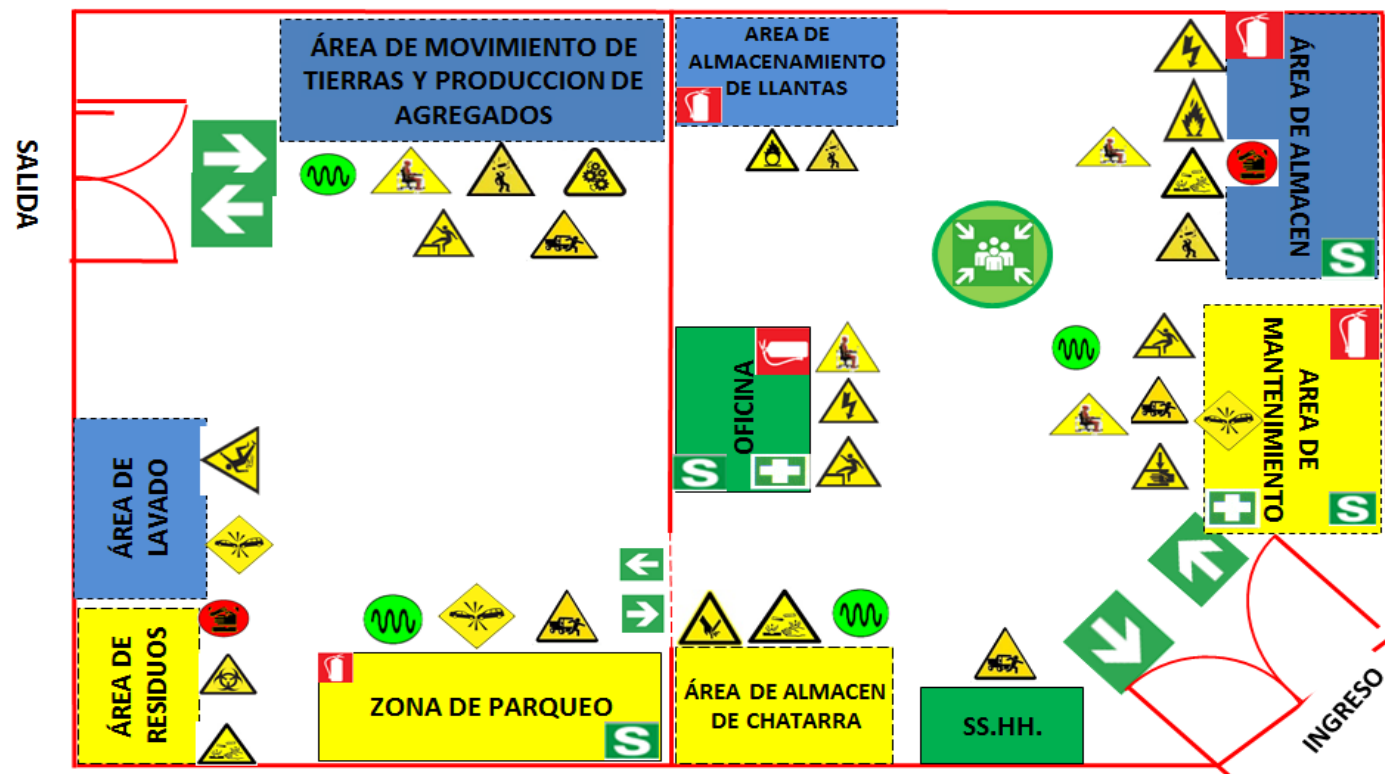 ÁREA DE MOVIMIENTO DE
TIERRAS Y PRODUCCION DE
AGREGADOS
AREA DE
ALMACENAMIENTO
DE LLANTAS
ÁREA DE ALMACEN
S
SALIDA
OFICINA
S
AREA DE
MANTENIMIENTO
S
ÁREA DE
LAVADO
ÁREA DE
RESIDUOS
ZONA DE PARQUEO
S
ÁREA DE ALMACEN
DE CHATARRA
SS.HH.
INGRESO